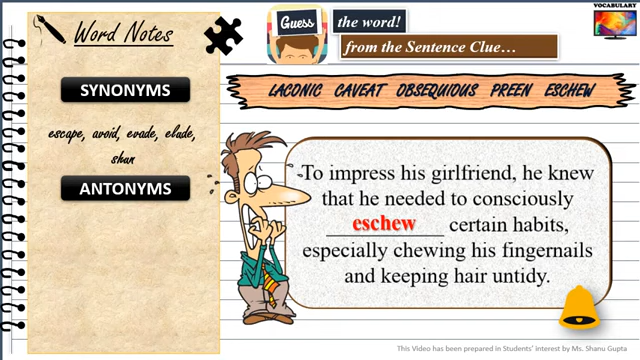 Word Notes
SYNONYMS
escape, avoid, evade, elude,
shun
ANTONYMS
Guess
the word!
from the Sentence Clue...
VOCABULARY
LACONIC CAVEAT OBSEQUIOUS PREEN ESCHEW
To impress his girlfriend, he knew
that he needed to consciously
eschew certain habits,
especially chewing his fingernails
and keeping hair untidy.
This Video has been prepared in Students' interest by Ms. Shanu Gupta